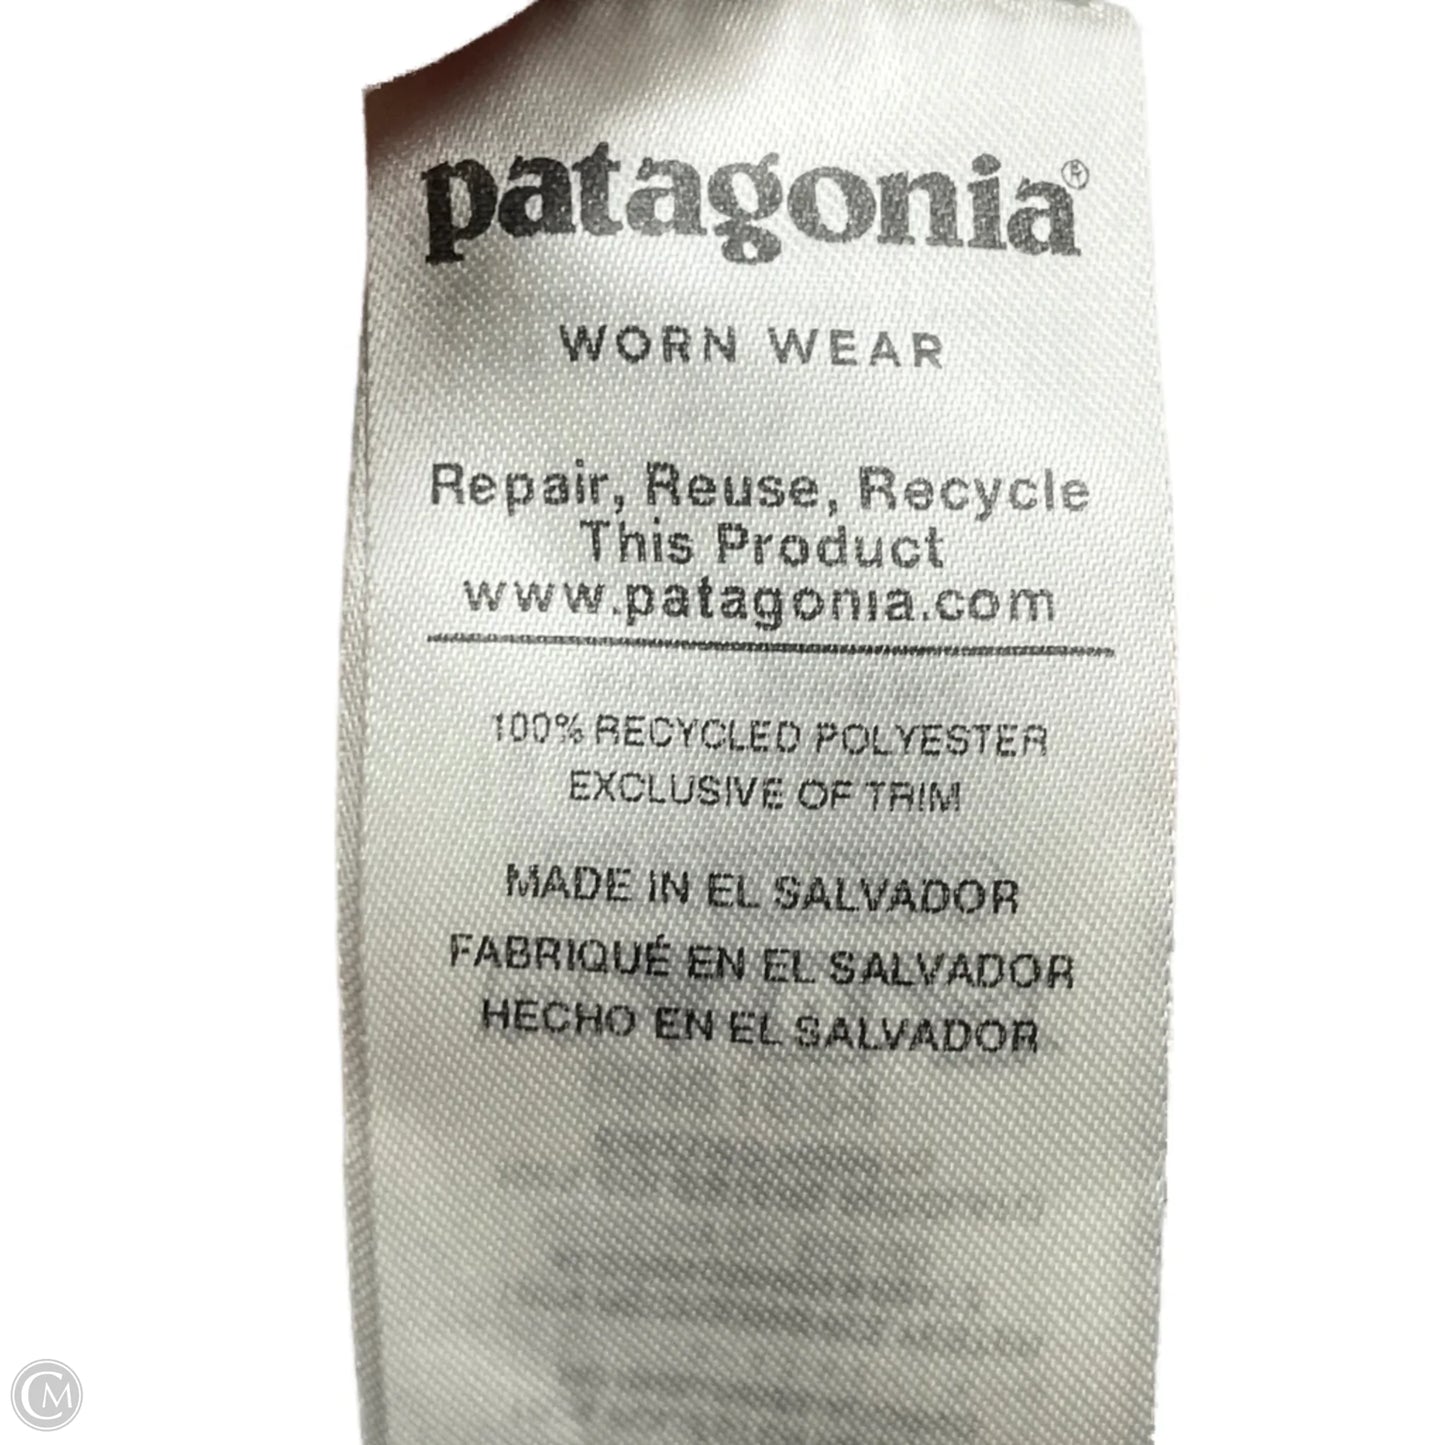 patagonia®
WORN WEAR
Repair, Reuse, Recycle
This Product
www.patagonia.com
100% RECYCLED POLYESTER
EXCLUSIVE OF TRIM
MADE IN EL SALVADOR
FABRIQUÉ EN EL SALVADOR
HECHO EN EL SALVADOR
CM